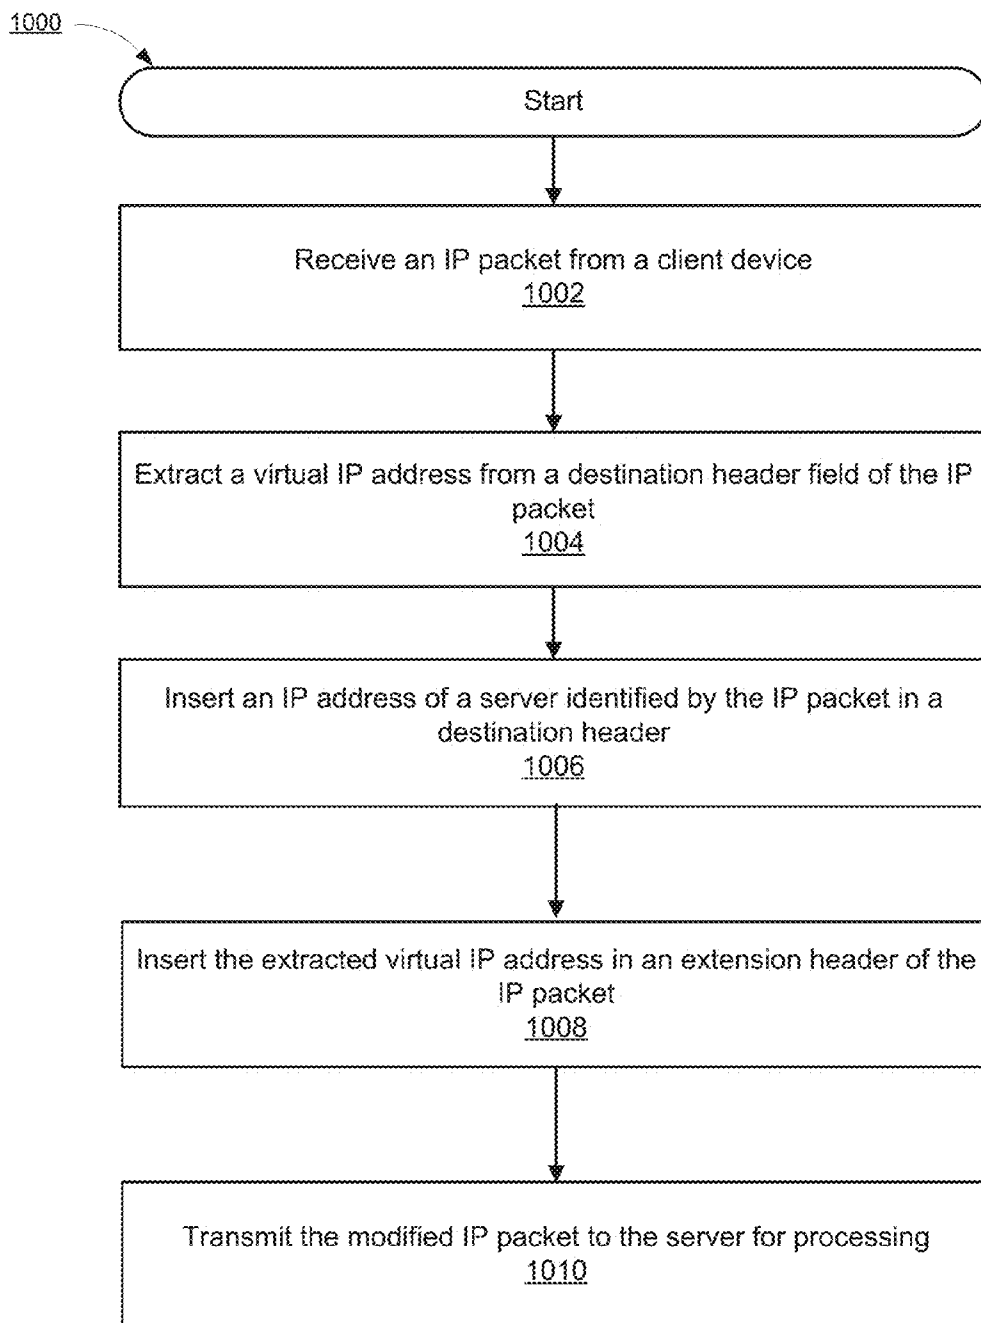 1000
Start
Receive an IP packet from a client device
1002
Extract a virtual IP address from a destination header field of the IP
packet
1004
Insert an IP address of a server identified by the IP packet in a
destination header
1006
Insert the extracted virtual IP address in an extension header of the
IP packet
1008
Transmit the modified IP packet to the server for processing
1010